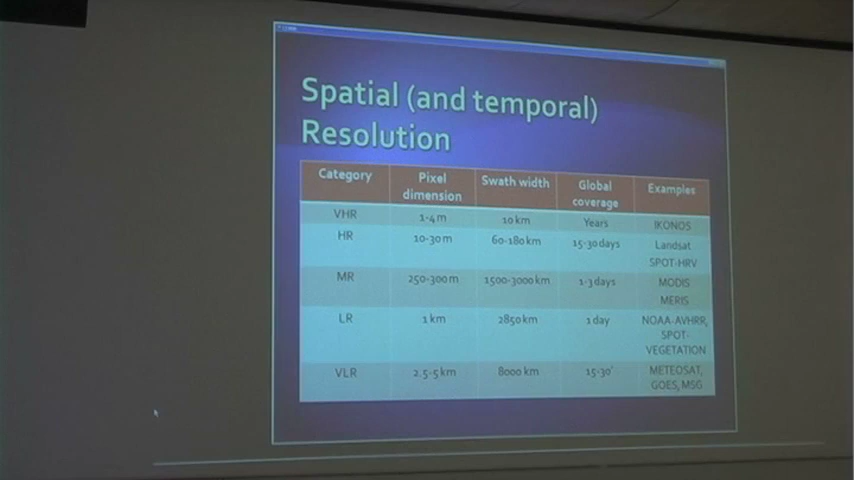 Spatial (and temporal)
Resolution
Category Pixel dimension Swath width Global coverage Examples
VHR 1-4 m 10 km Years IKONOS
HR 10-30 m 60-180 km 15-30 days Landsat
SPOT-HRV
MR 250-300 m 1500-3000 km 1-3 days MODIS
MERIS
LR 1 km 2850 km 1 day NOAA-AVHRR,
SPOT-
VEGETATION
VLR 2.5-5 km 8000 km 15-30' METEOSAT,
GOES, MSG